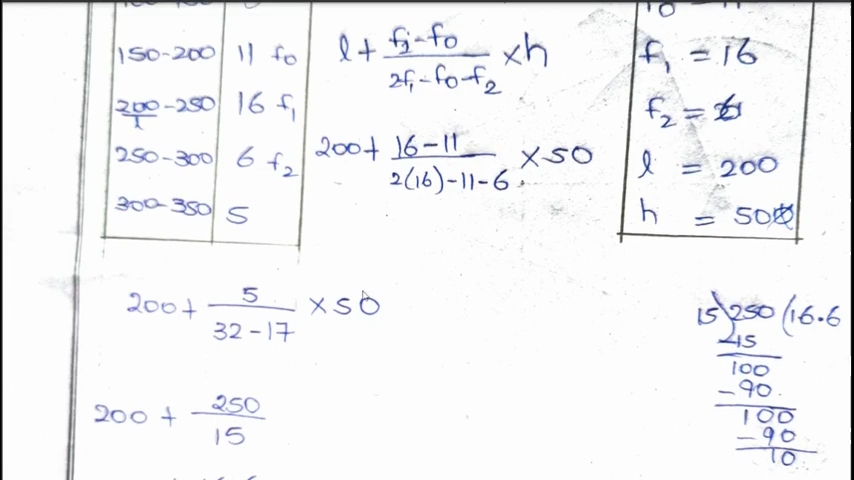 150-200 11 f0
200-250 16 f1
250-300 6 f2
300-350 5
l + f1-f0 / 2f1-f0-f2 × h
200 + 16-11 / 2(16)-11-6 × 50
f1 = 16
f2 = 6
l = 200
h = 50
200 + 5 / 32-17 × 50
200 + 250 / 15
15)250(16.6
-15
100
-90
100
-90
10